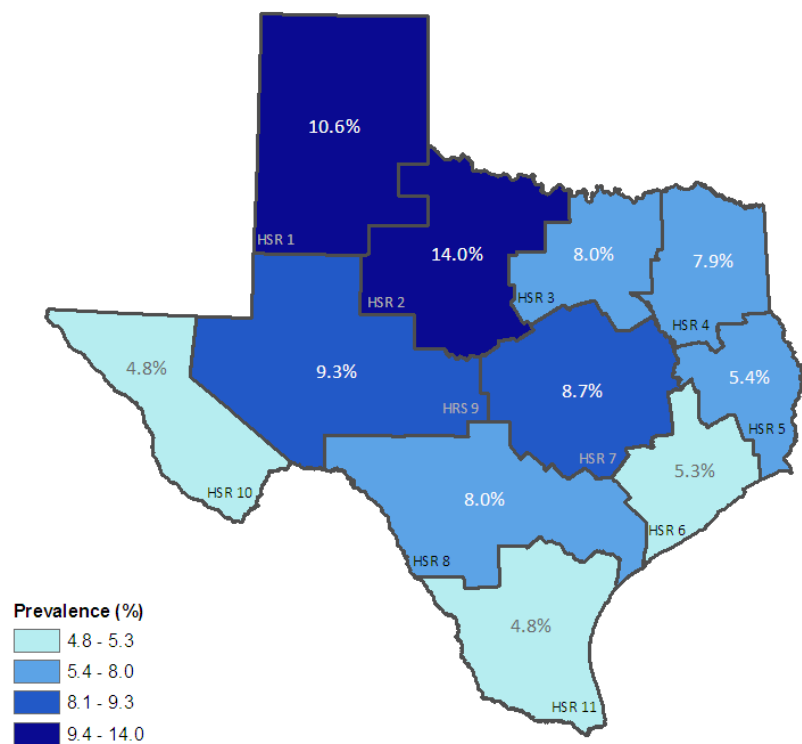 10.6%
HSR 1
14.0%
HSR 2
8.0%
HSR 3
7.9%
HSR 4
4.8%
9.3%
HRS 9
8.7%
HSR 7
5.4%
HSR 5
HSR 10
5.3%
HSR 6
8.0%
HSR 8
4.8%
HSR 11
Prevalence (%)
4.8 - 5.3
5.4 - 8.0
8.1 - 9.3
9.4 - 14.0